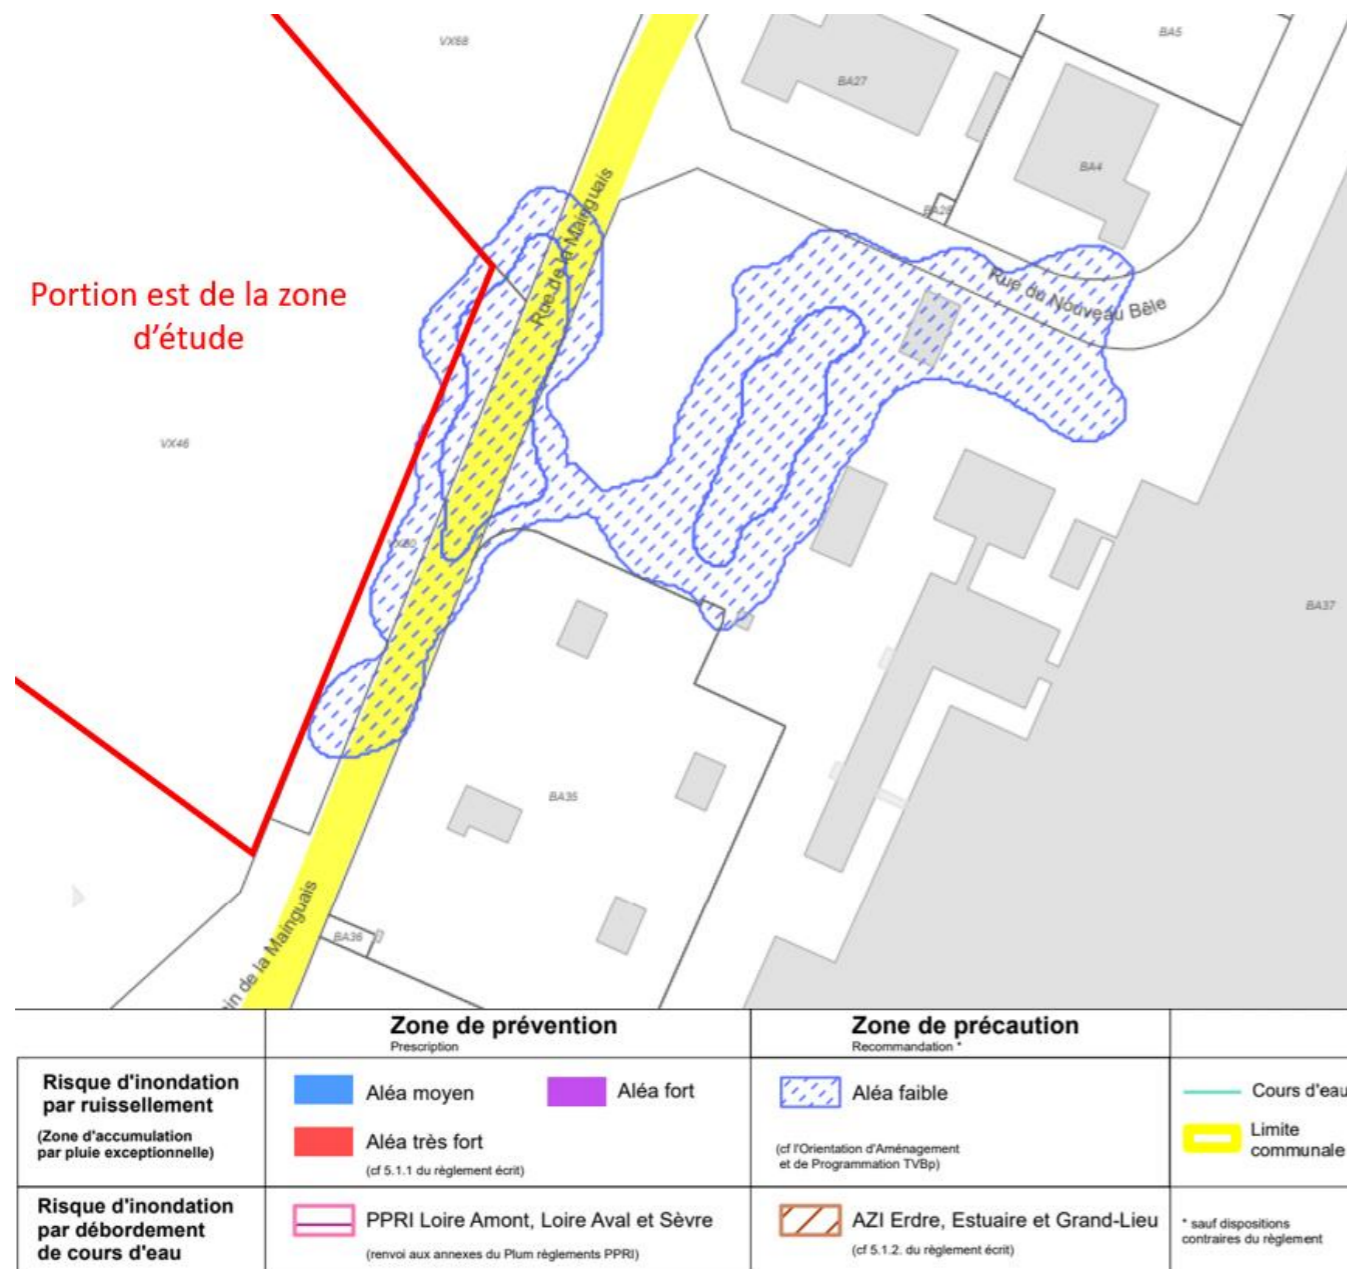 VX68
BA5
BA27
BA4
BA28
Rue de la Mainguais
Rue du Nouveau Bêle
Portion est de la zone
d'étude
VX46
VX80
BA37
BA35
BA36
in de la Mainguais
Zone de prévention
Prescription
Zone de précaution
Recommandation *
Risque d'inondation
par ruissellement
(Zone d'accumulation
par pluie exceptionnelle)
Aléa moyen
Aléa fort
Aléa très fort
(cf 5.1.1 du règlement écrit)
Aléa faible
(cf l'Orientation d'Aménagement
et de Programmation TVBp)
Cours d'eau
Limite
communale
Risque d'inondation
par débordement
de cours d'eau
PPRI Loire Amont, Loire Aval et Sèvre
(renvoi aux annexes du Plum règlements PPRI)
AZI Erdre, Estuaire et Grand-Lieu
(cf 5.1.2. du règlement écrit)
* sauf dispositions
contraires du règlement